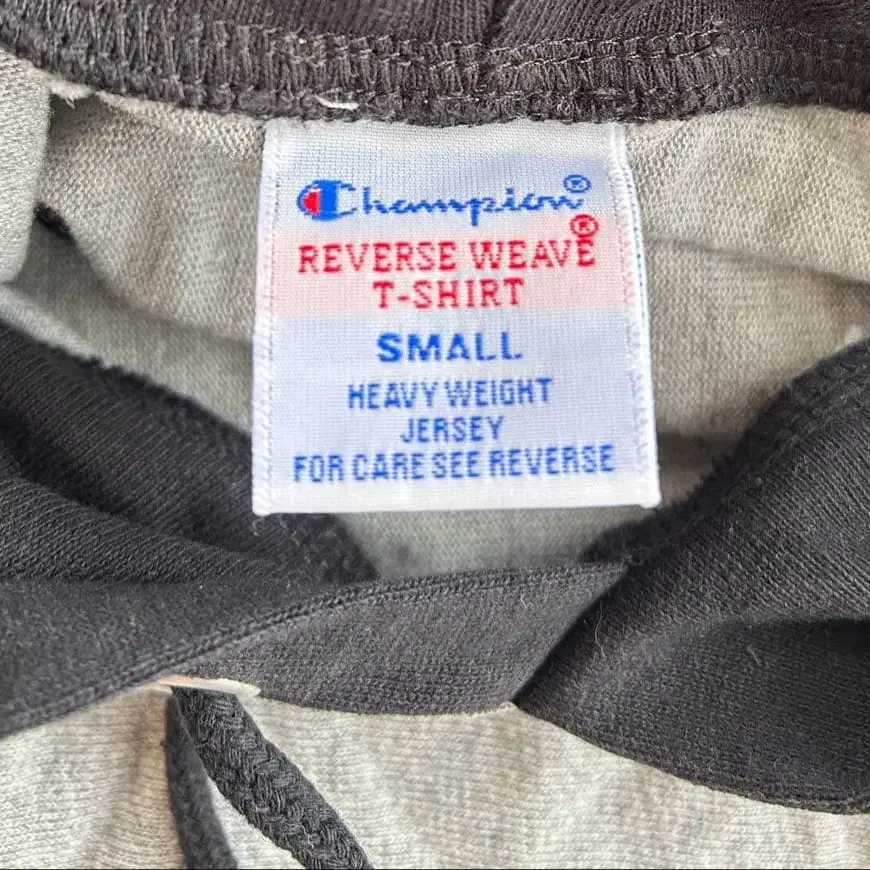 Champion®
REVERSE WEAVE®
T-SHIRT
SMALL
HEAVY WEIGHT
JERSEY
FOR CARE SEE REVERSE